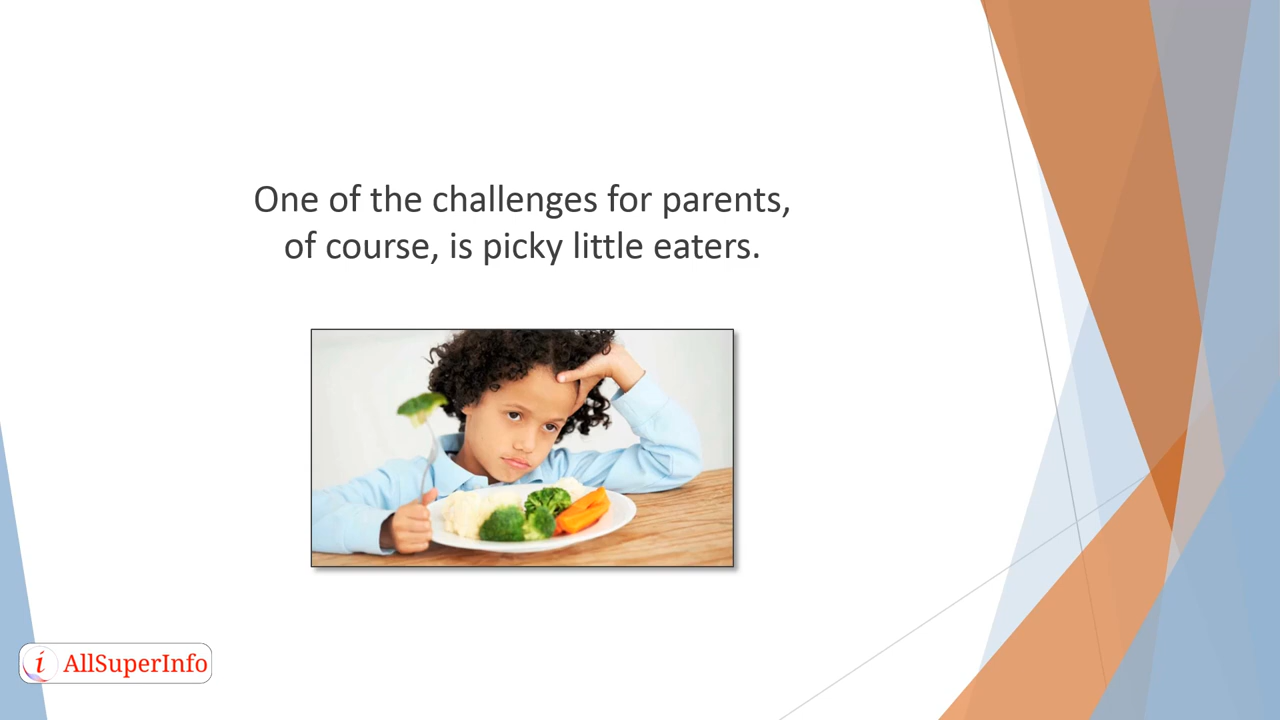 One of the challenges for parents,
of course, is picky little eaters.
i AllSuperInfo